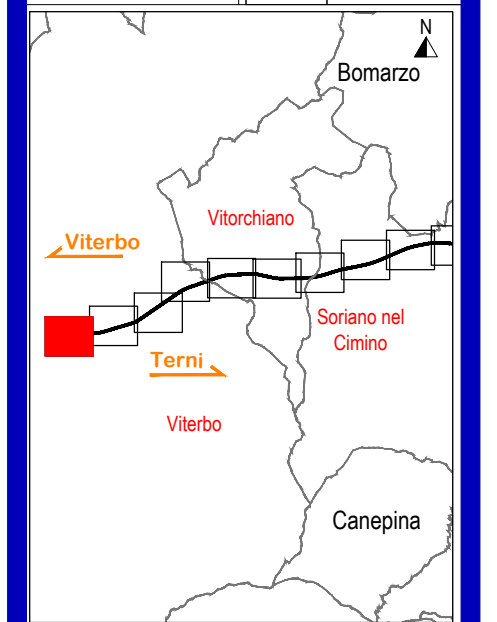 N
Bomarzo
Vitorchiano
Viterbo
Soriano nel
Cimino
Terni
Viterbo
Canepina